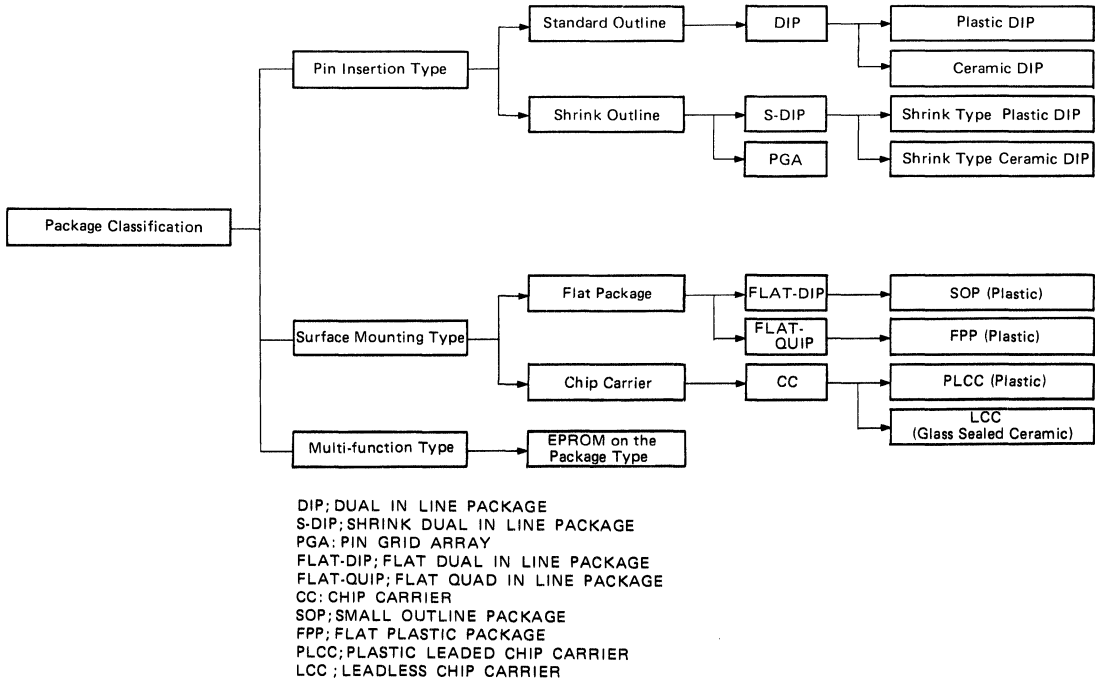 Standard Outline
DIP
Plastic DIP
Pin Insertion Type
Ceramic DIP
Shrink Outline
S-DIP
Shrink Type Plastic DIP
PGA
Shrink Type Ceramic DIP
Package Classification
Flat Package
FLAT-DIP
SOP (Plastic)
Surface Mounting Type
FLAT-
QUIP
FPP (Plastic)
Chip Carrier
CC
PLCC (Plastic)
LCC
(Glass Sealed Ceramic)
Multi-function Type
EPROM on the
Package Type
DIP; DUAL IN LINE PACKAGE
S-DIP; SHRINK DUAL IN LINE PACKAGE
PGA: PIN GRID ARRAY
FLAT-DIP; FLAT DUAL IN LINE PACKAGE
FLAT-QUIP; FLAT QUAD IN LINE PACKAGE
CC: CHIP CARRIER
SOP; SMALL OUTLINE PACKAGE
FPP; FLAT PLASTIC PACKAGE
PLCC; PLASTIC LEADED CHIP CARRIER
LCC ; LEADLESS CHIP CARRIER